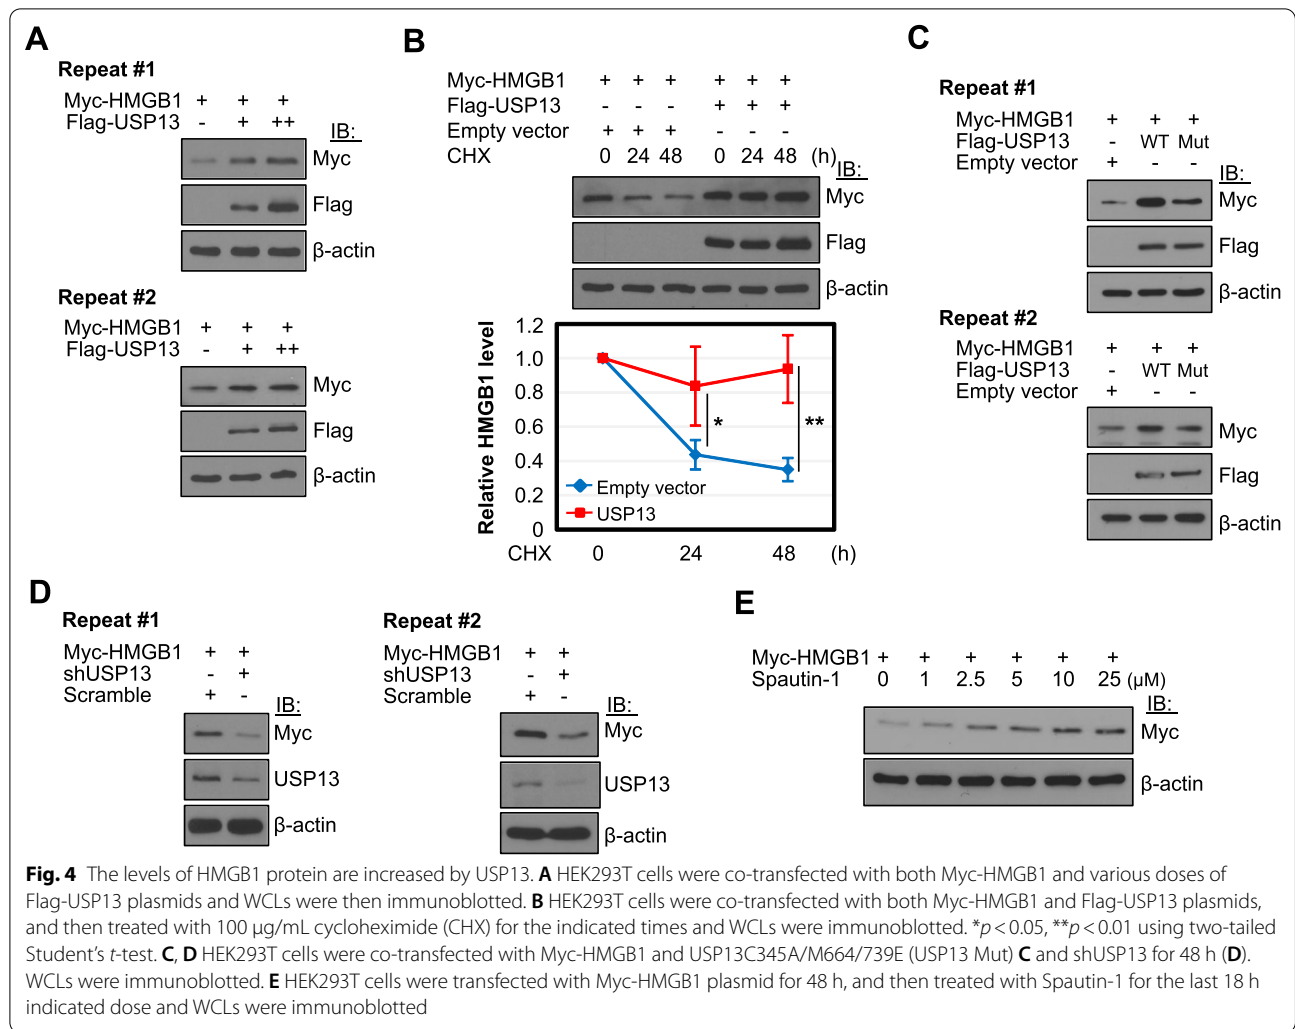 A
Repeat #1
Myc-HMGB1 + + +
Flag-USP13 - + ++
IB:
Myc
Flag
β-actin
Repeat #2
Myc-HMGB1 + + +
Flag-USP13 - + ++
Myc
Flag
β-actin
B
Myc-HMGB1 + + + + + +
Flag-USP13 - - - + + +
Empty vector + + + - - -
CHX 0 24 48 0 24 48 (h)
IB:
Myc
Flag
β-actin
Relative HMGB1 level
1.2
1.0
0.8
0.6
0.4
0.2
0
* **
Empty vector
USP13
CHX 0 24 48 (h)
C
Repeat #1
Myc-HMGB1 + + +
Flag-USP13 - WT Mut
Empty vector + - -
IB:
Myc
Flag
β-actin
Repeat #2
Myc-HMGB1 + + +
Flag-USP13 - WT Mut
Empty vector + - -
Myc
Flag
β-actin
D
Repeat #1
Myc-HMGB1 + +
shUSP13 - +
Scramble + -
IB:
Myc
USP13
β-actin
Repeat #2
Myc-HMGB1 + +
shUSP13 - +
Scramble + -
IB:
Myc
USP13
β-actin
E
Myc-HMGB1 + + + + + +
Spautin-1 0 1 2.5 5 10 25 (μM)
IB:
Myc
β-actin
Fig. 4 The levels of HMGB1 protein are increased by USP13. A HEK293T cells were co-transfected with both Myc-HMGB1 and various doses of
Flag-USP13 plasmids and WCLs were then immunoblotted. B HEK293T cells were co-transfected with both Myc-HMGB1 and Flag-USP13 plasmids,
and then treated with 100 μg/mL cycloheximide (CHX) for the indicated times and WCLs were immunoblotted. *p < 0.05, **p < 0.01 using two-tailed
Student's t-test. C, D HEK293T cells were co-transfected with Myc-HMGB1 and USP13C345A/M664/739E (USP13 Mut) C and shUSP13 for 48 h (D).
WCLs were immunoblotted. E HEK293T cells were transfected with Myc-HMGB1 plasmid for 48 h, and then treated with Spautin-1 for the last 18 h
indicated dose and WCLs were immunoblotted